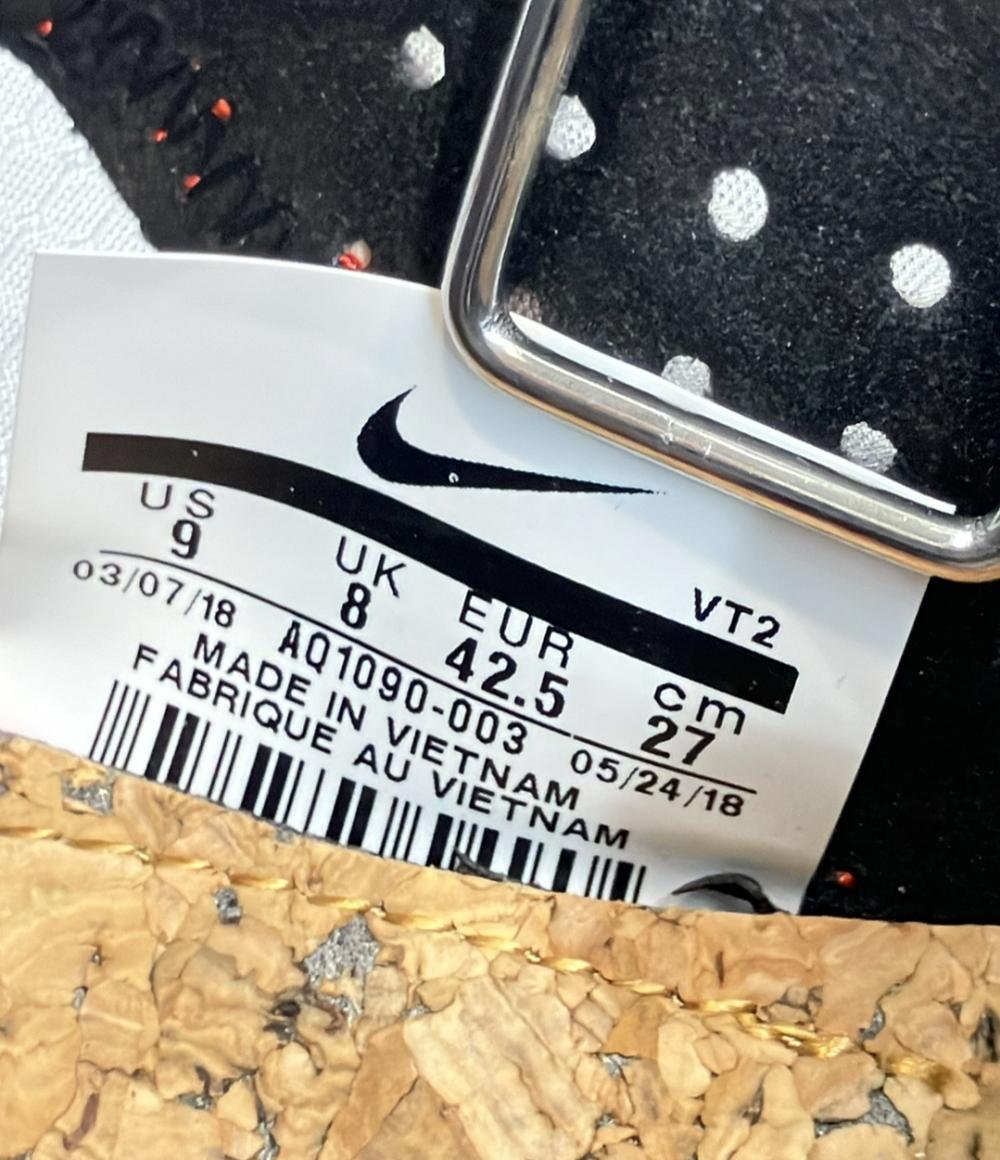 VT2
US UK EUR cm
9 8 42.5 27
03/07/18 AQ1090-003 05/24/18
MADE IN VIETNAM
FABRIQUE AU VIETNAM